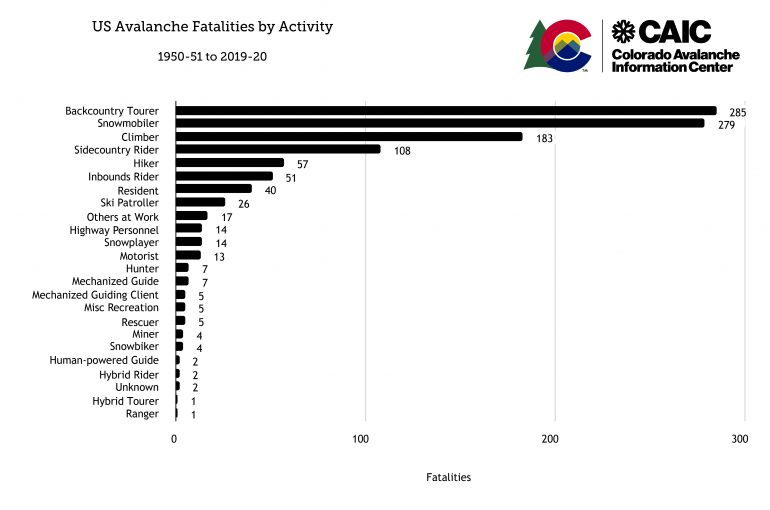 US Avalanche Fatalities by Activity
1950-51 to 2019-20
CAIC
Colorado Avalanche
Information Center
Backcountry Tourer 285
Snowmobiler 279
Climber 183
Sidecountry Rider 108
Hiker 57
Inbounds Rider 51
Resident 40
Ski Patroller 26
Others at Work 17
Highway Personnel 14
Snowplayer 14
Motorist 13
Hunter 7
Mechanized Guide 7
Mechanized Guiding Client 5
Misc Recreation 5
Rescuer 5
Miner 4
Snowbiker 4
Human-powered Guide 2
Hybrid Rider 2
Unknown 2
Hybrid Tourer 1
Ranger 1
0 100 200 300
Fatalities